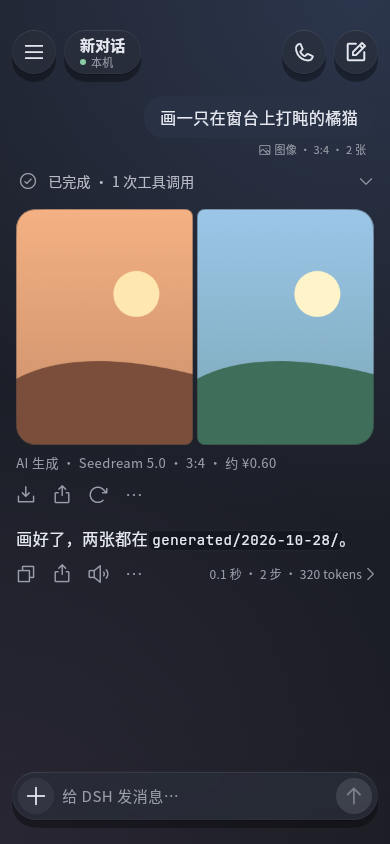 新对话
本机
画一只在窗台上打盹的橘猫
图像 · 3:4 · 2 张
已完成 · 1 次工具调用
AI 生成 · Seedream 5.0 · 3:4 · 约 ¥0.60
画好了，两张都在 generated/2026-10-28/。
0.1 秒 · 2 步 · 320 tokens
给 DSH 发消息…